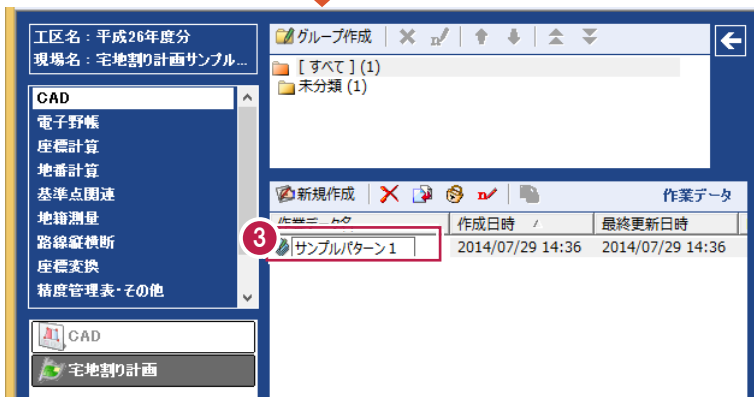 工区名：平成26年度分
現場名：宅地割り計画サンプル...
CAD
電子野帳
座標計算
地番計算
基準点関連
地籍測量
路線縦横断
座標変換
精度管理表・その他
CAD
宅地割り計画
グループ作成
[すべて] (1)
未分類 (1)
新規作成 作業データ
作業データ名 作成日時 最終更新日時
3 サンプルパターン１ 2014/07/29 14:36 2014/07/29 14:36